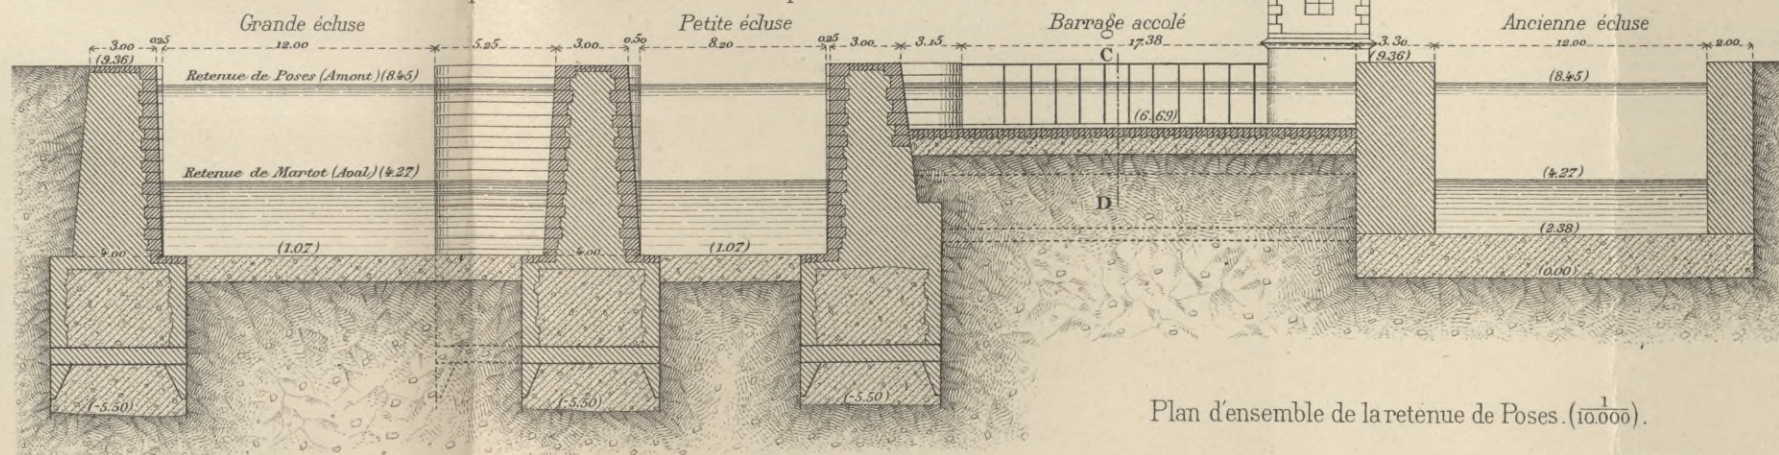 Grande écluse Petite écluse Barrage accolé Ancienne écluse
3.00 0.25 12.00 5.25 3.00 0.50 8.20 0.25 3.00 3.15 17.38 3.30 12.00 2.00
(9.36) C (9.36)
Retenue de Poses (Amont) (8.45) (8.45)
(6.69)
Retenue de Martot (Aval) (4.27) (4.27)
D
(2.38)
4.00 (1.07) 4.00 (1.07)
(0.00)
(-5.50) (-5.50) (-5.50)
Plan d'ensemble de la retenue de Poses. (1/10.000).